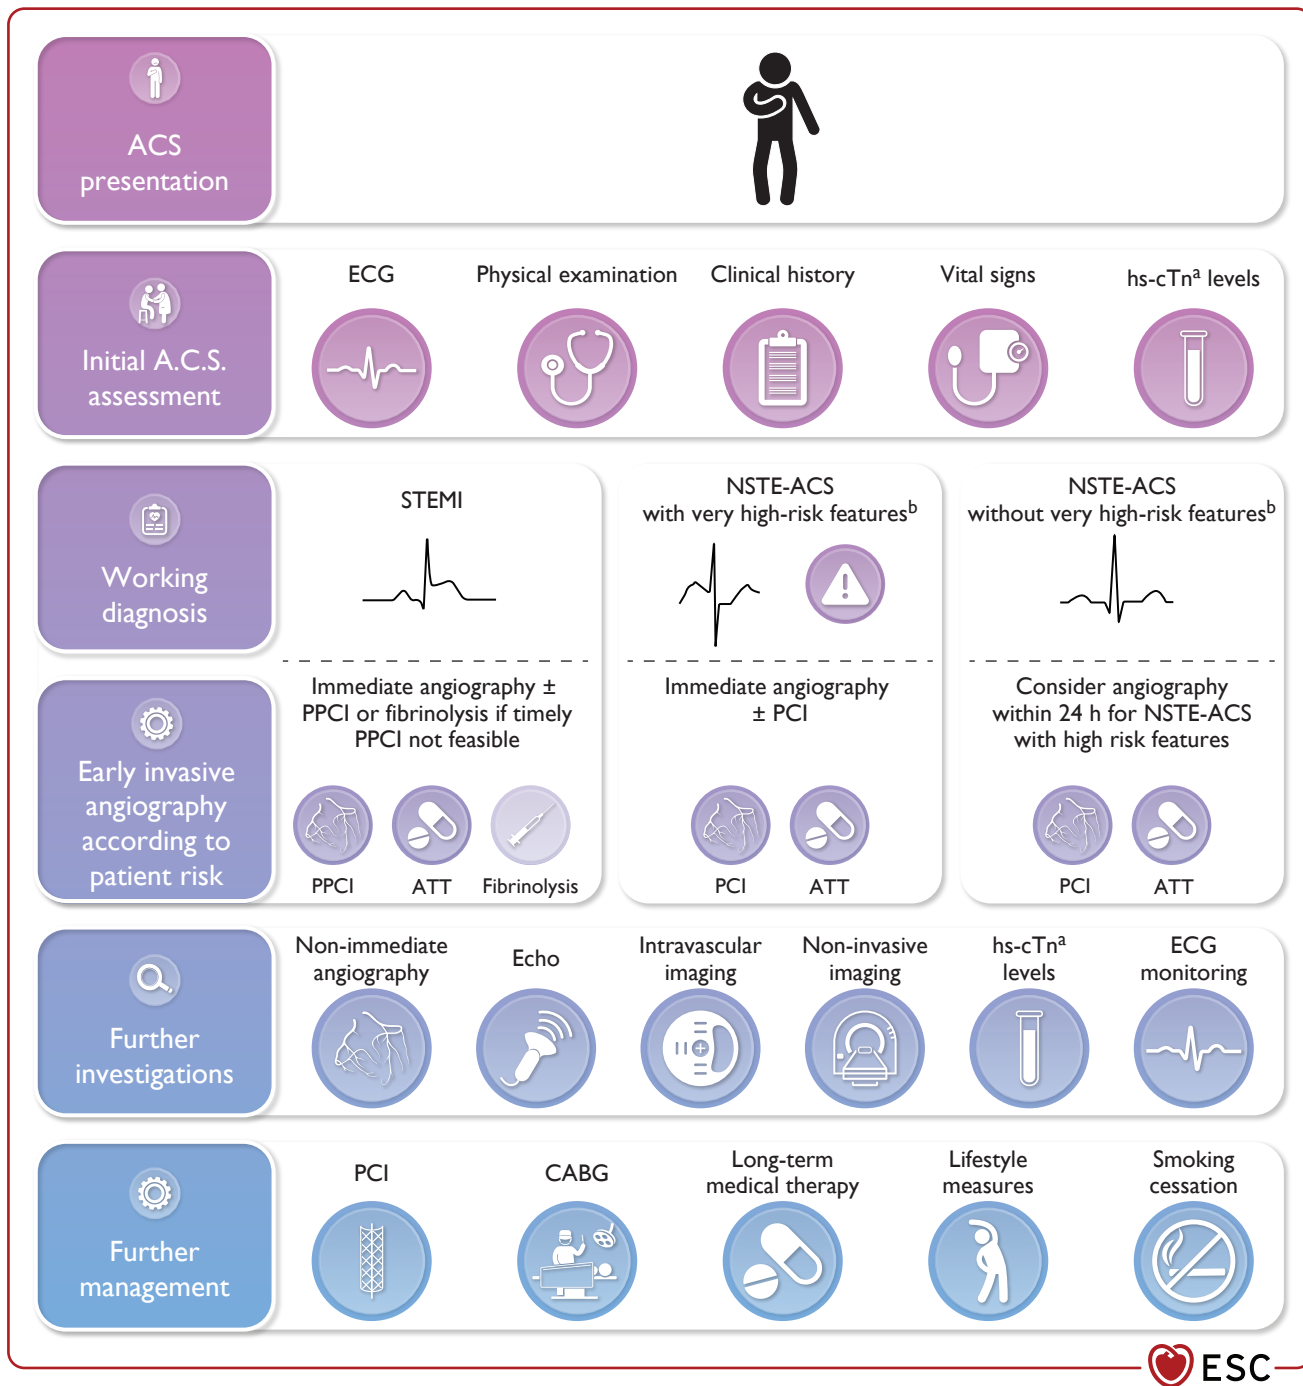 ACS
presentation
Initial A.C.S.
assessment
ECG
Physical examination
Clinical history
Vital signs
hs-cTnᵃ levels
Working
diagnosis
STEMI
NSTE-ACS
with very high-risk featuresᵇ
NSTE-ACS
without very high-risk featuresᵇ
Early invasive
angiography
according to
patient risk
Immediate angiography ±
PPCI or fibrinolysis if timely
PPCI not feasible
PPCI
ATT
Fibrinolysis
Immediate angiography
± PCI
PCI
ATT
Consider angiography
within 24 h for NSTE-ACS
with high risk features
PCI
ATT
Further
investigations
Non-immediate
angiography
Echo
Intravascular
imaging
Non-invasive
imaging
hs-cTnᵃ
levels
ECG
monitoring
Further
management
PCI
CABG
Long-term
medical therapy
Lifestyle
measures
Smoking
cessation
ESC